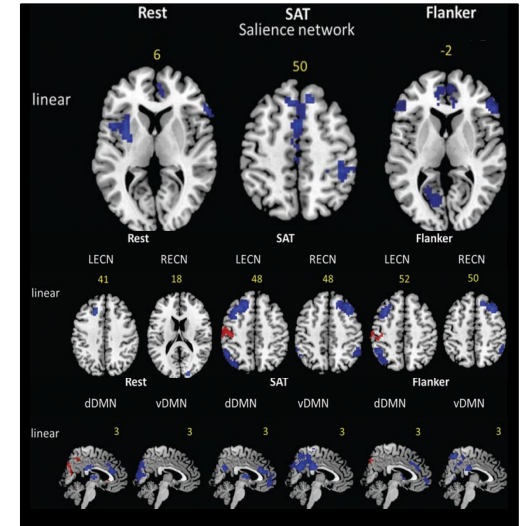 Rest SAT Flanker
Salience network
6 50 -2
linear
Rest SAT Flanker
LECN RECN LECN RECN LECN RECN
41 18 48 48 52 50
linear
Rest SAT Flanker
dDMN vDMN dDMN vDMN dDMN vDMN
linear 3 3 3 3 3 3